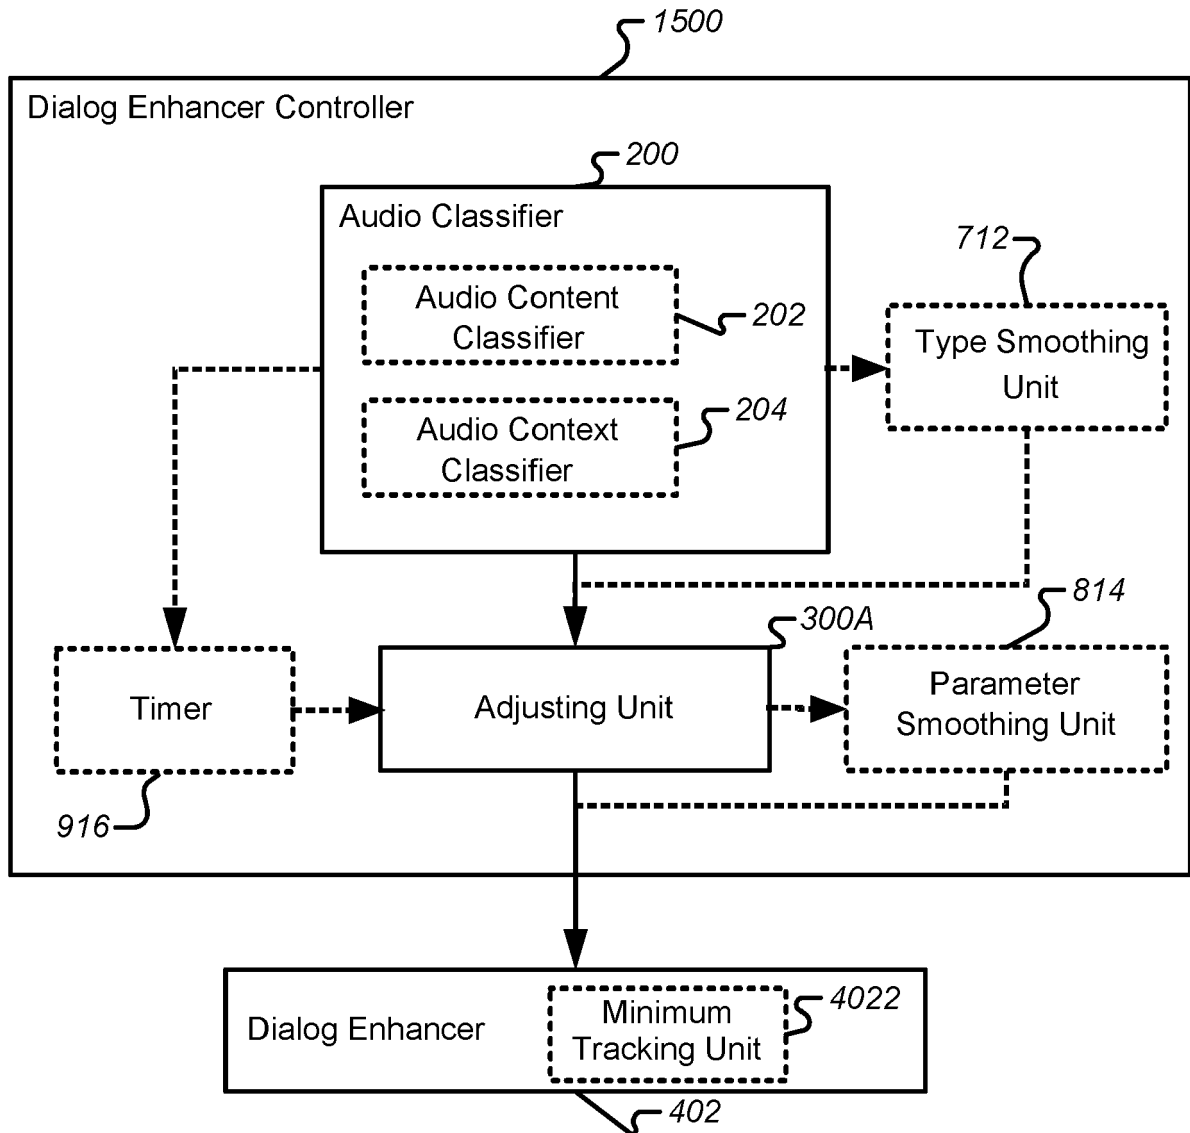 1500
Dialog Enhancer Controller
200
Audio Classifier
712
Audio Content
Classifier
202
Type Smoothing
Unit
Audio Context
Classifier
204
814
300A
Timer
Adjusting Unit
Parameter
Smoothing Unit
916
Dialog Enhancer
Minimum
Tracking Unit
4022
402